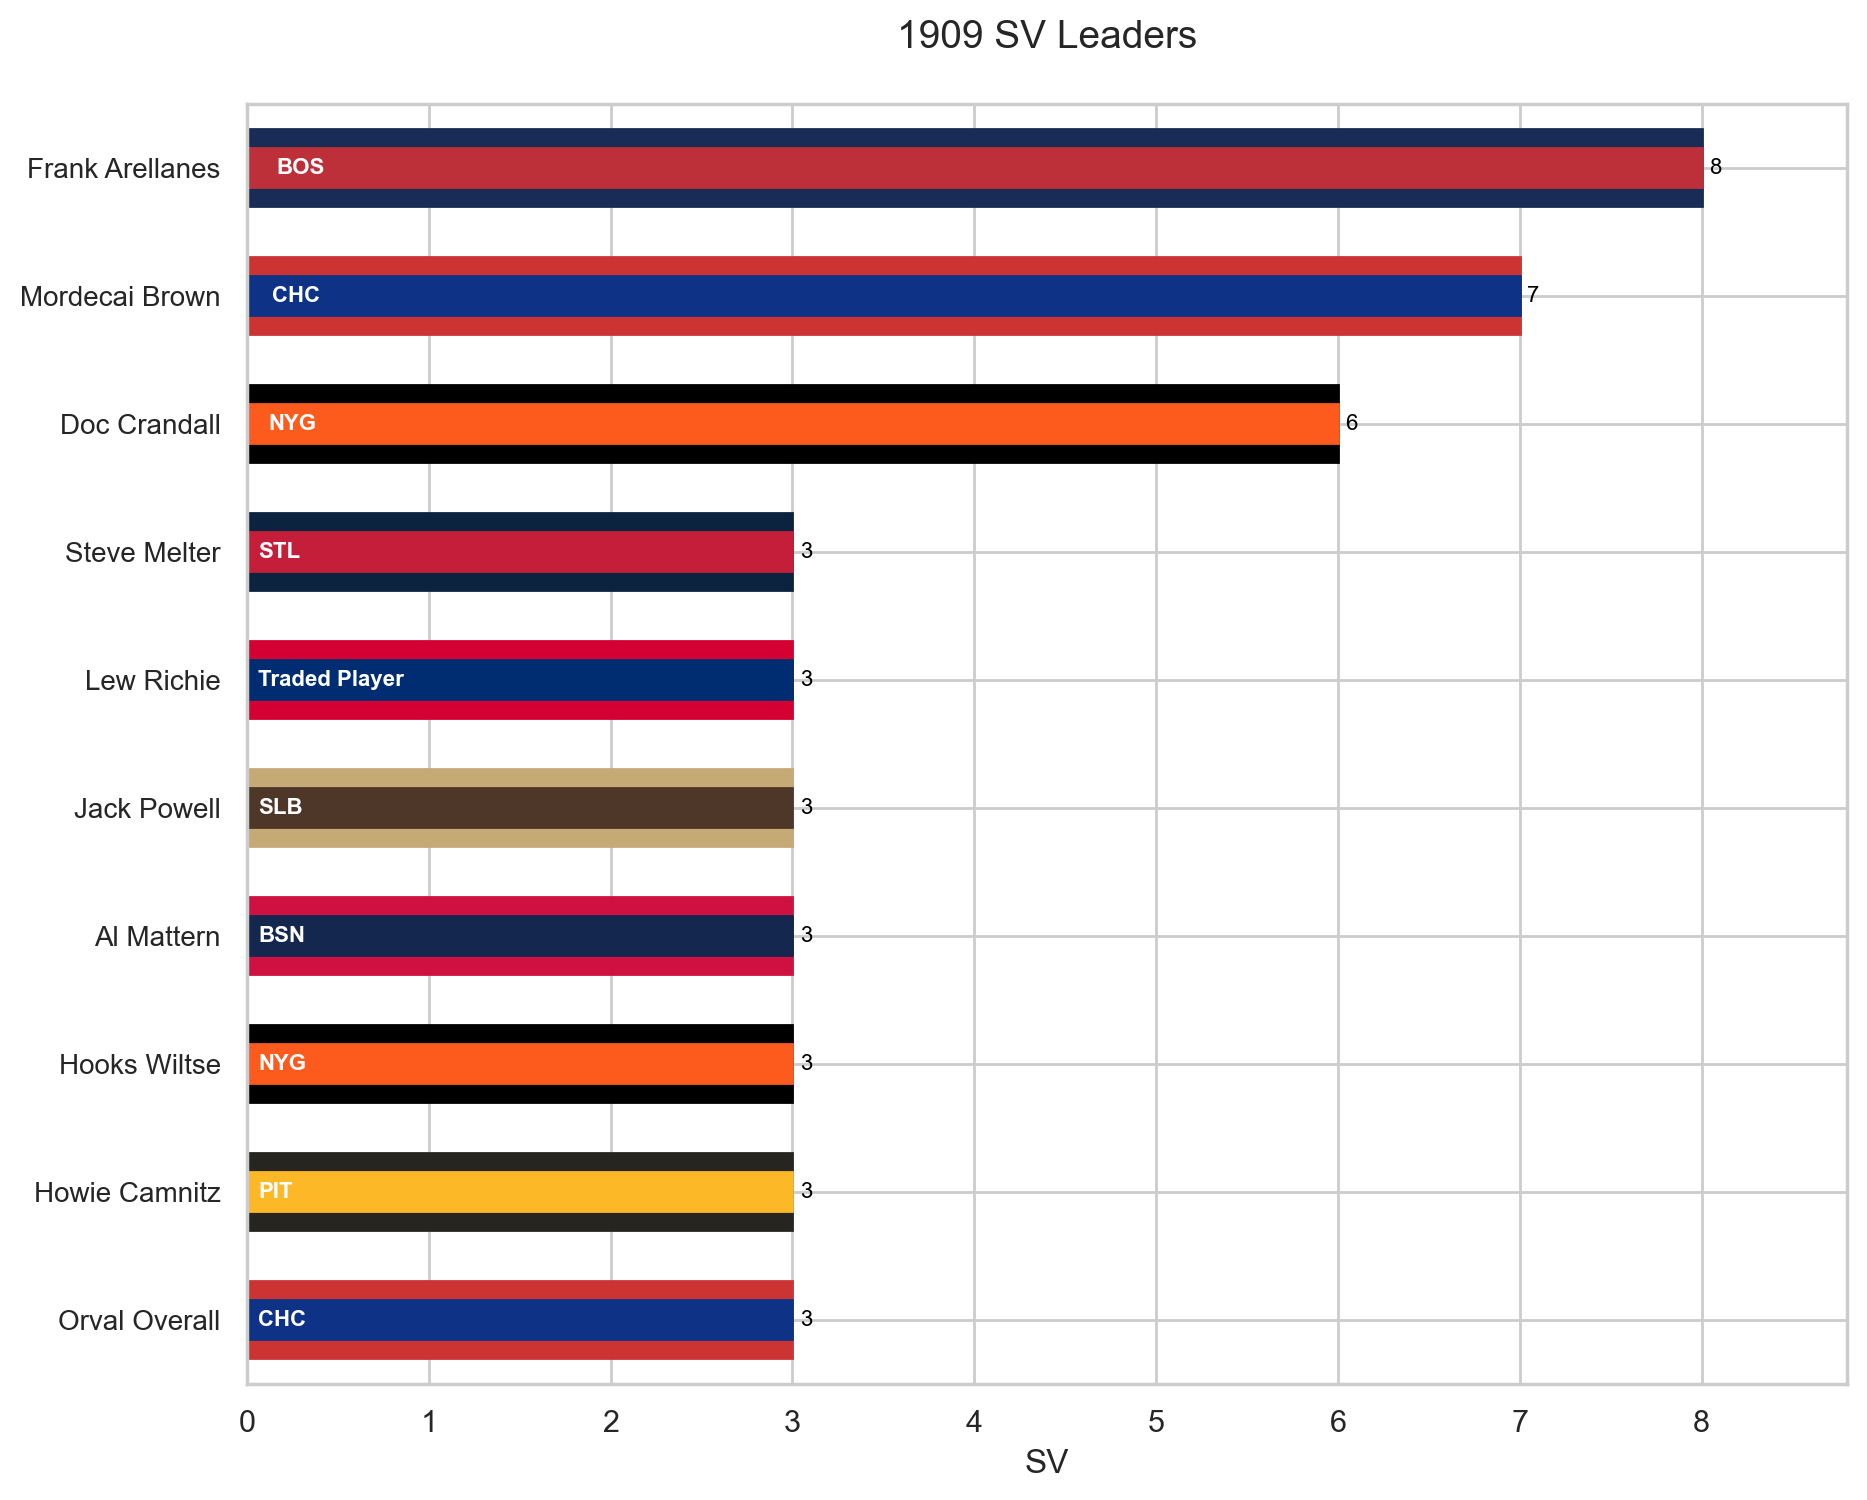 1909 SV Leaders
Frank Arellanes BOS 8
Mordecai Brown CHC 7
Doc Crandall NYG 6
Steve Melter STL 3
Lew Richie Traded Player 3
Jack Powell SLB 3
Al Mattern BSN 3
Hooks Wiltse NYG 3
Howie Camnitz PIT 3
Orval Overall CHC 3
0 1 2 3 4 5 6 7 8
SV